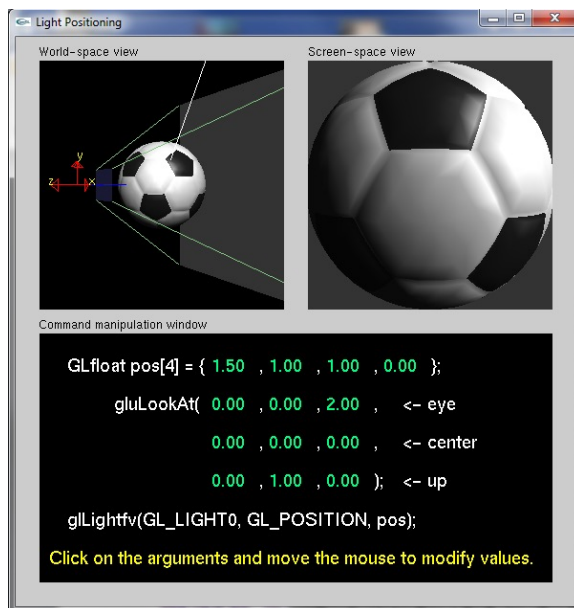 Light Positioning
World-space view
Screen-space view
y
z x
Command manipulation window
GLfloat pos[4] = { 1.50 , 1.00 , 1.00 , 0.00 };
gluLookAt( 0.00 , 0.00 , 2.00 , <- eye
0.00 , 0.00 , 0.00 , <- center
0.00 , 1.00 , 0.00 ); <- up
glLightfv(GL_LIGHT0, GL_POSITION, pos);
Click on the arguments and move the mouse to modify values.